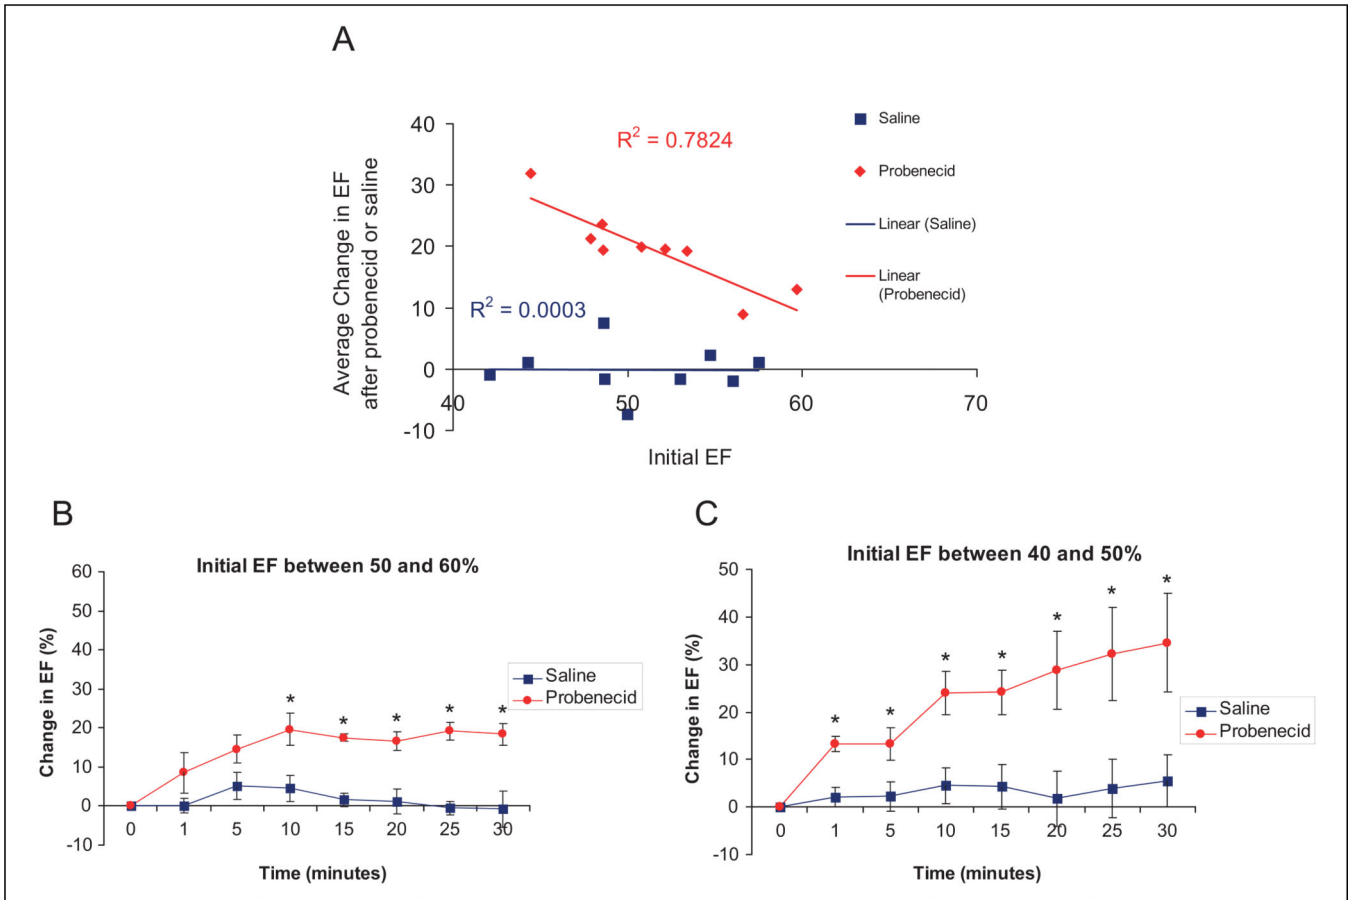 A
40
30
20
10
0
-10
40 50 60 70
Average Change in EF
after probenecid or saline
Initial EF
R² = 0.7824
R² = 0.0003
Saline
Probenecid
Linear (Saline)
Linear
(Probenecid)
B
Initial EF between 50 and 60%
60
50
40
30
20
10
0
-10
Change in EF (%)
* * * * *
0 1 5 10 15 20 25 30
Time (minutes)
Saline
Probenecid
C
Initial EF between 40 and 50%
50
40
30
20
10
0
-10
Change in EF (%)
* * * * * * *
0 1 5 10 15 20 25 30
Time (minutes)
Saline
Probenecid